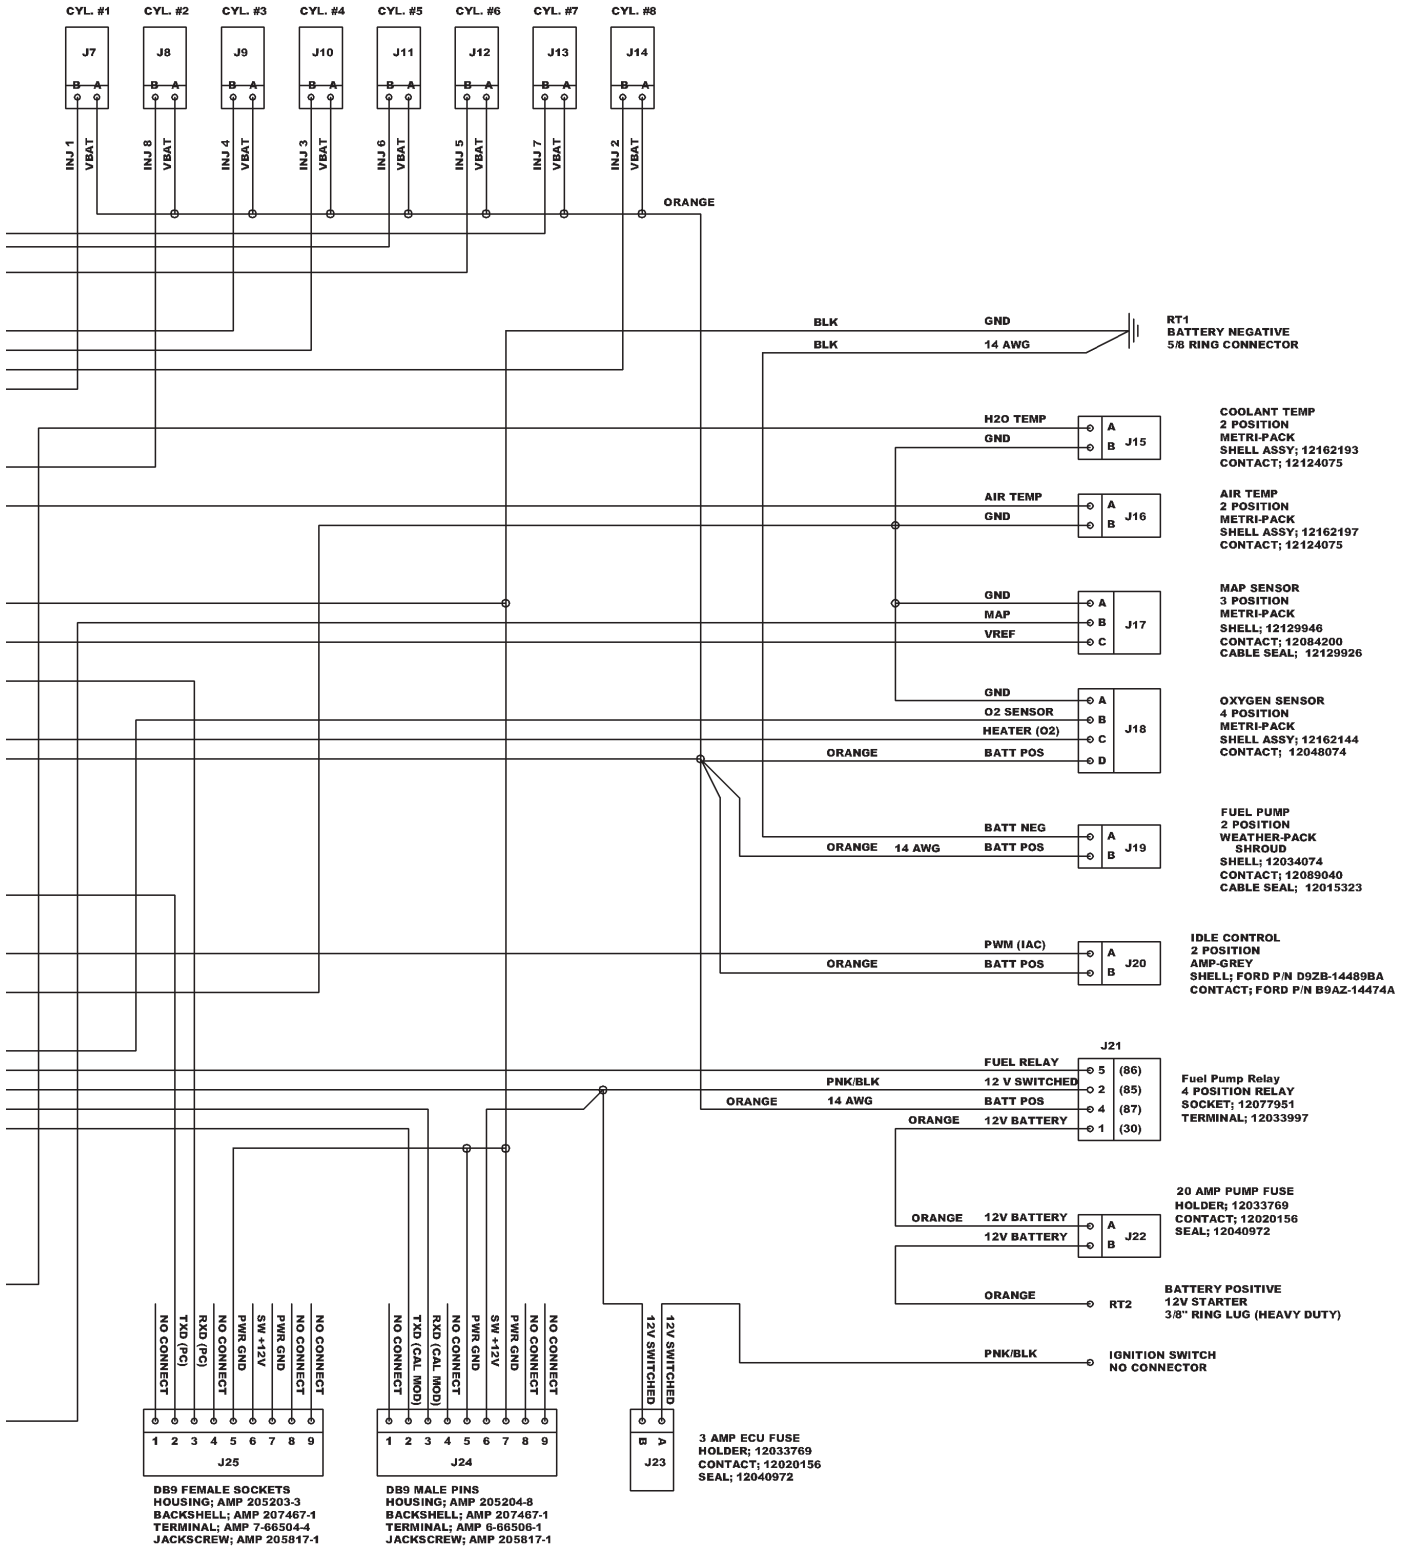 CYL. #1 CYL. #2 CYL. #3 CYL. #4 CYL. #5 CYL. #6 CYL. #7 CYL. #8
J7 J8 J9 J10 J11 J12 J13 J14
B A B A B A B A B A B A B A B A
INJ 1 VBAT INJ 8 VBAT INJ 4 VBAT INJ 3 VBAT INJ 6 VBAT INJ 5 VBAT INJ 7 VBAT INJ 2 VBAT
ORANGE
BLK GND
BLK 14 AWG
RT1
BATTERY NEGATIVE
5/8 RING CONNECTOR
H2O TEMP A
GND B
J15
COOLANT TEMP
2 POSITION
METRI-PACK
SHELL ASSY; 12162193
CONTACT; 12124075
AIR TEMP A
GND B
J16
AIR TEMP
2 POSITION
METRI-PACK
SHELL ASSY; 12162197
CONTACT; 12124075
GND A
MAP B
VREF C
J17
MAP SENSOR
3 POSITION
METRI-PACK
SHELL; 12129946
CONTACT; 12084200
CABLE SEAL; 12129926
GND A
O2 SENSOR B
HEATER (O2) C
ORANGE BATT POS D
J18
OXYGEN SENSOR
4 POSITION
METRI-PACK
SHELL ASSY; 12162144
CONTACT; 12048074
BATT NEG A
ORANGE 14 AWG BATT POS B
J19
FUEL PUMP
2 POSITION
WEATHER-PACK
SHROUD
SHELL; 12034074
CONTACT; 12089040
CABLE SEAL; 12015323
PWM (IAC) A
ORANGE BATT POS B
J20
IDLE CONTROL
2 POSITION
AMP-GREY
SHELL; FORD P/N D9ZB-14489BA
CONTACT; FORD P/N B9AZ-14474A
J21
FUEL RELAY 5 (86)
PNK/BLK 12 V SWITCHED 2 (85)
ORANGE 14 AWG BATT POS 4 (87)
ORANGE 12V BATTERY 1 (30)
Fuel Pump Relay
4 POSITION RELAY
SOCKET; 12077951
TERMINAL; 12033997
ORANGE 12V BATTERY A
12V BATTERY B
J22
20 AMP PUMP FUSE
HOLDER; 12033769
CONTACT; 12020156
SEAL; 12040972
ORANGE RT2
BATTERY POSITIVE
12V STARTER
3/8" RING LUG (HEAVY DUTY)
PNK/BLK
IGNITION SWITCH
NO CONNECTOR
NO CONNECT TXD (PC) RXD (PC) NO CONNECT PWR GND SW +12V PWR GND NO CONNECT NO CONNECT
1 2 3 4 5 6 7 8 9
J25
DB9 FEMALE SOCKETS
HOUSING; AMP 205203-3
BACKSHELL; AMP 207467-1
TERMINAL; AMP 7-66504-4
JACKSCREW; AMP 205817-1
NO CONNECT TXD (CAL MOD) RXD (CAL MOD) NO CONNECT PWR GND SW +12V PWR GND NO CONNECT NO CONNECT
1 2 3 4 5 6 7 8 9
J24
DB9 MALE PINS
HOUSING; AMP 205204-8
BACKSHELL; AMP 207467-1
TERMINAL; AMP 6-66506-1
JACKSCREW; AMP 205817-1
12V SWITCHED 12V SWITCHED
B A
J23
3 AMP ECU FUSE
HOLDER; 12033769
CONTACT; 12020156
SEAL; 12040972